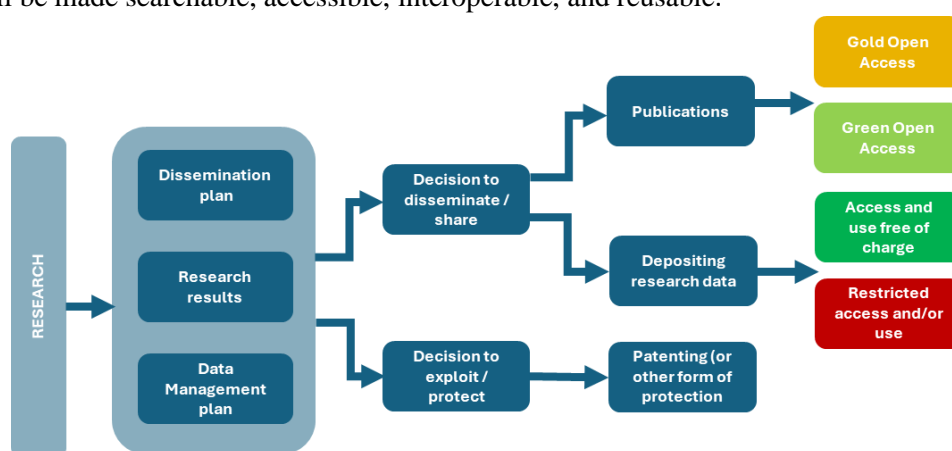 be made searchable, accessible, interoperable, and reusable.
Gold Open
Access
Publications
Green Open
Access
Dissemination
plan
Decision to
disseminate /
share
Access and
use free of
charge
RESEARCH
Research
results
Depositing
research data
Restricted
access and/or
use
Data
Management
plan
Decision to
exploit /
protect
Patenting (or
other form of
protection